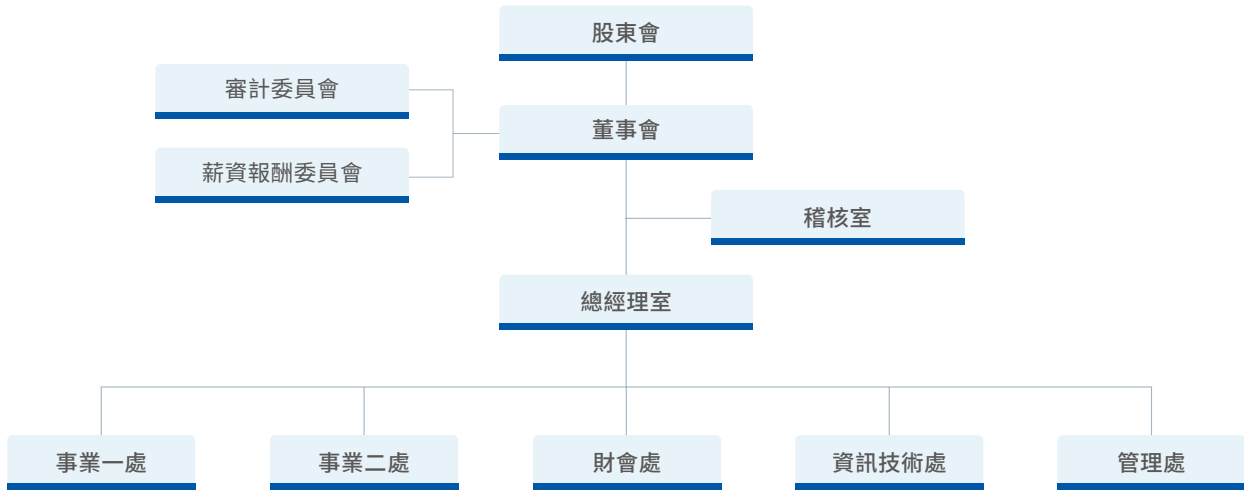 股東會
審計委員會
董事會
薪資報酬委員會
稽核室
總經理室
事業一處
事業二處
財會處
資訊技術處
管理處